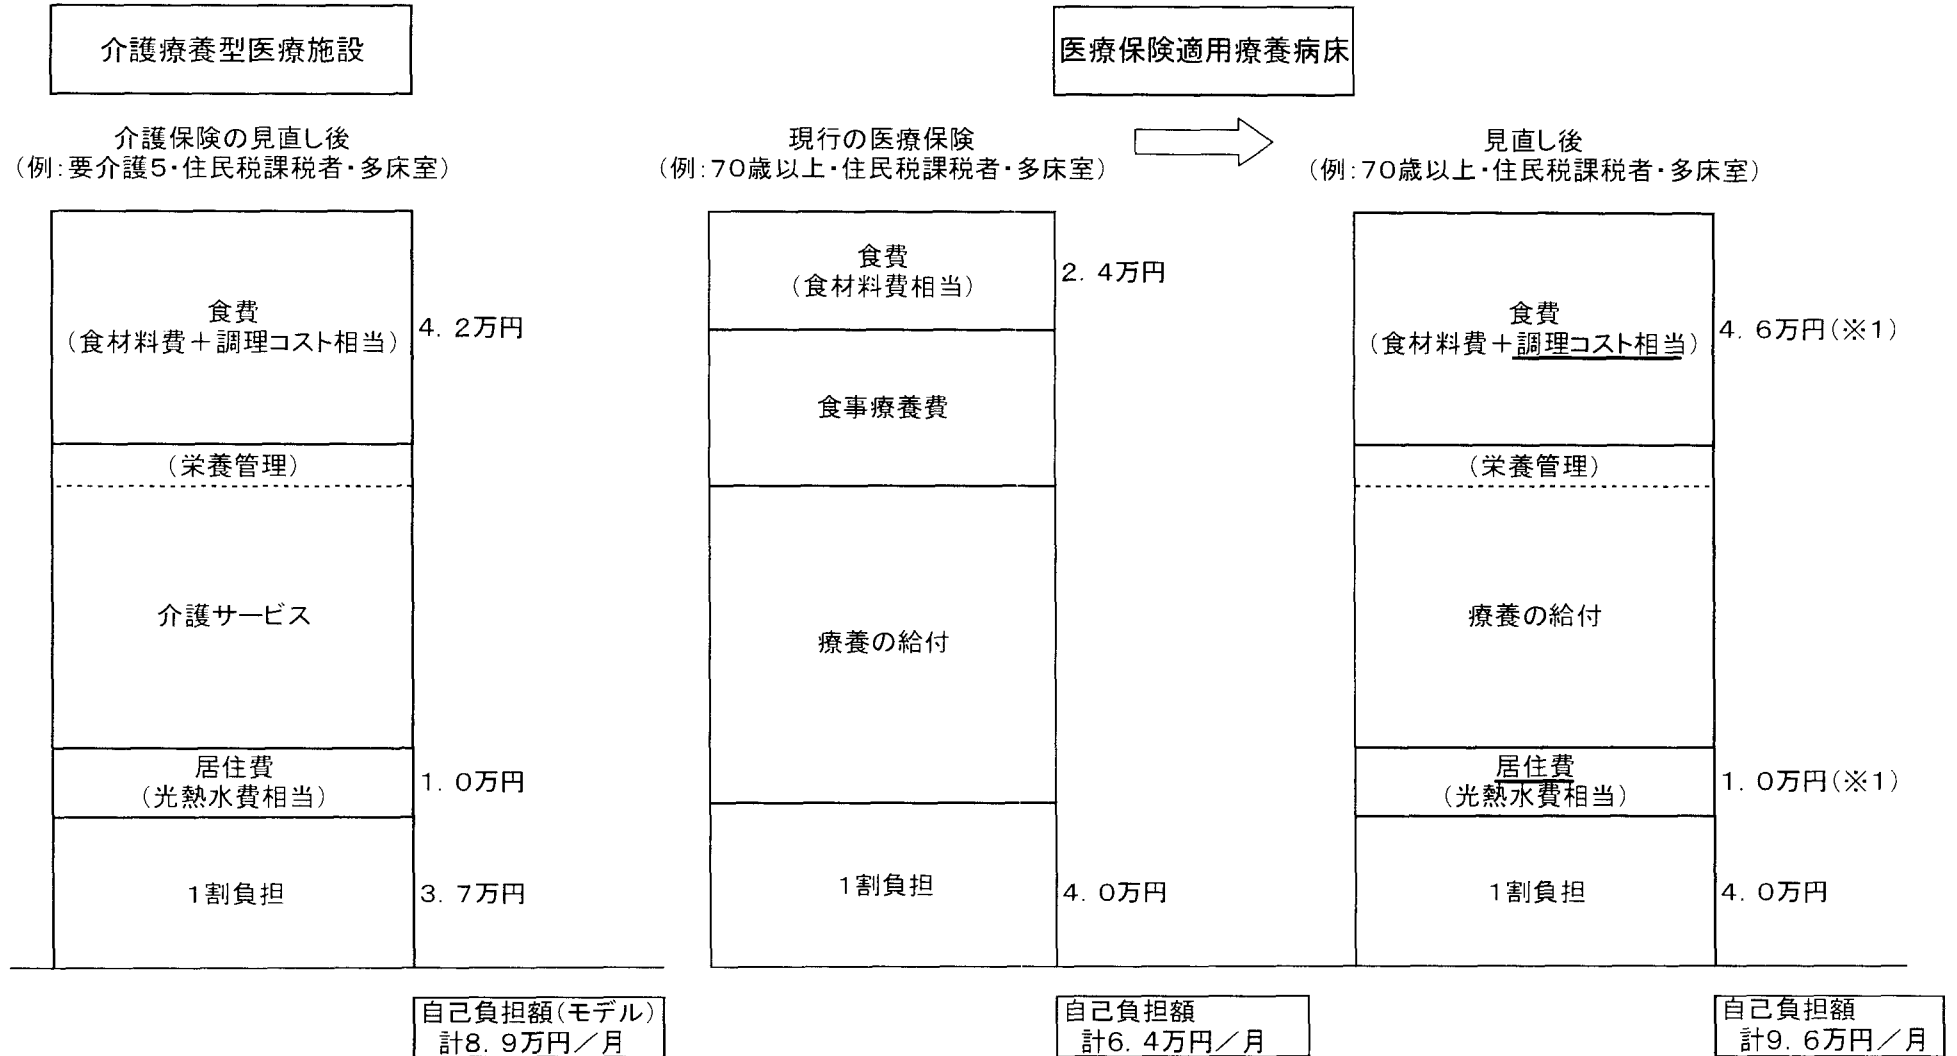 介護療養型医療施設
介護保険の見直し後
（例：要介護5・住民税課税者・多床室）
食費
（食材料費＋調理コスト相当）
4．2万円
（栄養管理）
介護サービス
居住費
（光熱水費相当）
1．0万円
1割負担
3．7万円
自己負担額（モデル）
計8．9万円／月
医療保険適用療養病床
現行の医療保険
（例：70歳以上・住民税課税者・多床室）
食費
（食材料費相当）
2．4万円
食事療養費
療養の給付
1割負担
4．0万円
自己負担額
計6．4万円／月
見直し後
（例：70歳以上・住民税課税者・多床室）
食費
（食材料費＋調理コスト相当）
4．6万円（※1）
（栄養管理）
療養の給付
居住費
（光熱水費相当）
1．0万円（※1）
1割負担
4．0万円
自己負担額
計9．6万円／月